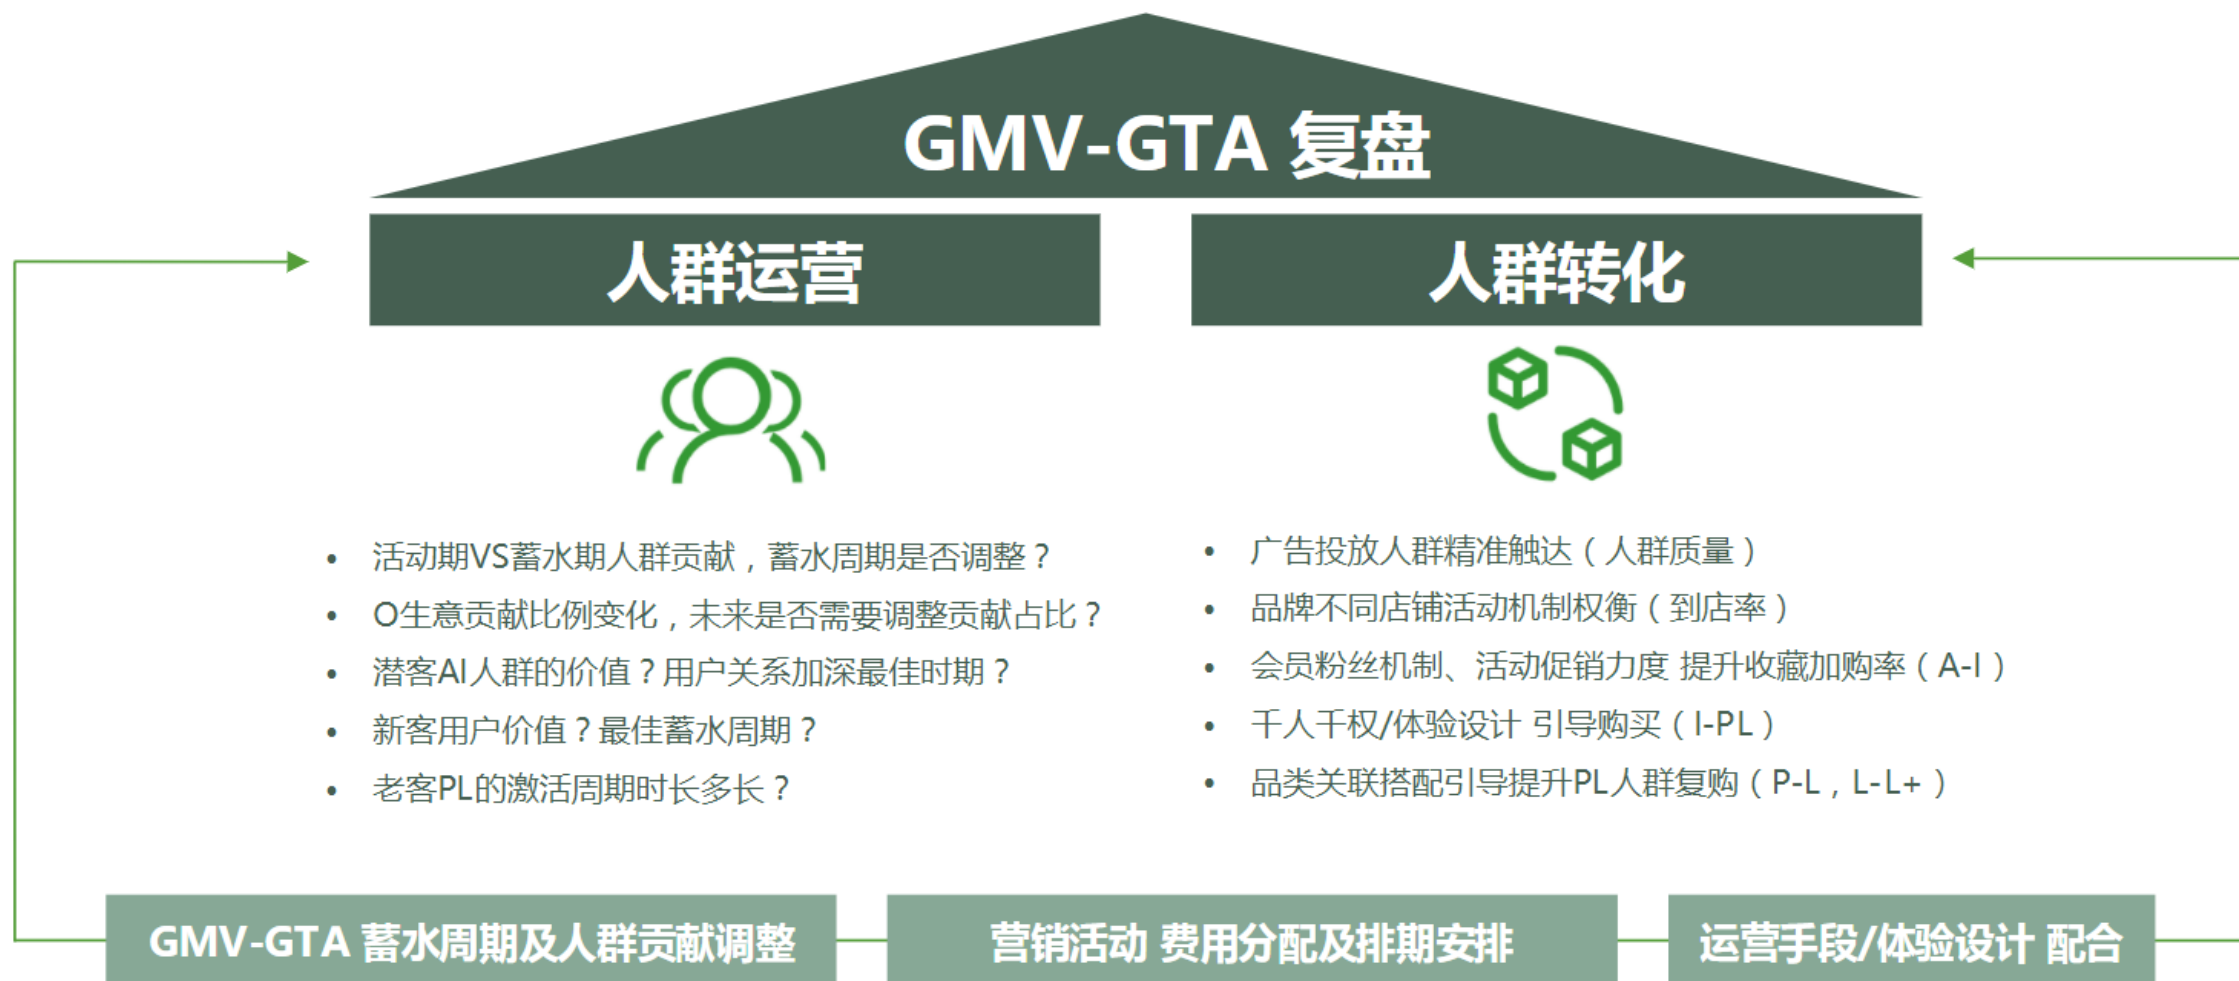 GMV-GTA 复盘
人群运营
人群转化
• 活动期VS蓄水期人群贡献，蓄水周期是否调整？
• O生意贡献比例变化，未来是否需要调整贡献占比？
• 潜客AI人群的价值？用户关系加深最佳时期？
• 新客用户价值？最佳蓄水周期？
• 老客PL的激活周期时长多长？
• 广告投放人群精准触达（人群质量）
• 品牌不同店铺活动机制权衡（到店率）
• 会员粉丝机制、活动促销力度 提升收藏加购率（A-I）
• 千人千权/体验设计 引导购买（I-PL）
• 品类关联搭配引导提升PL人群复购（P-L，L-L+）
GMV-GTA 蓄水周期及人群贡献调整
营销活动 费用分配及排期安排
运营手段/体验设计 配合